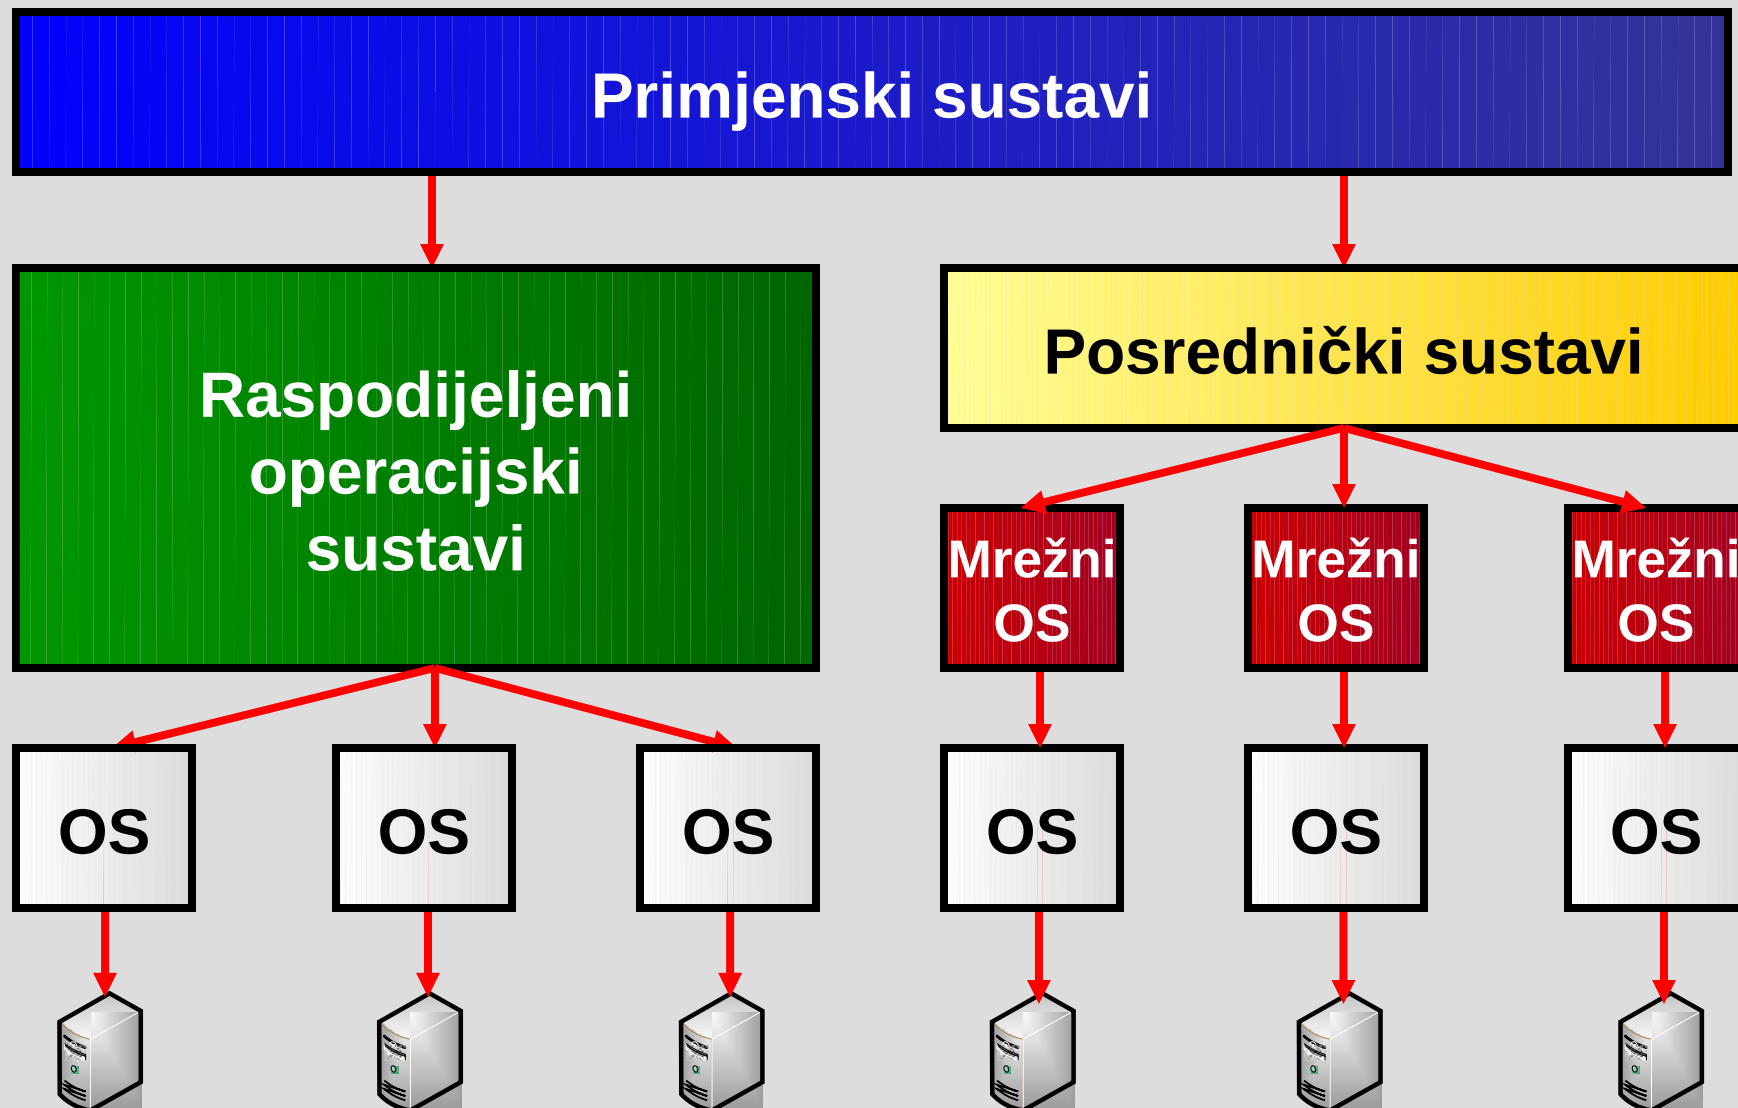 Primjenski sustavi
Raspodijeljeni
operacijski
sustavi
Posrednički sustavi
Mrežni
OS
Mrežni
OS
Mrežni
OS
OS
OS
OS
OS
OS
OS